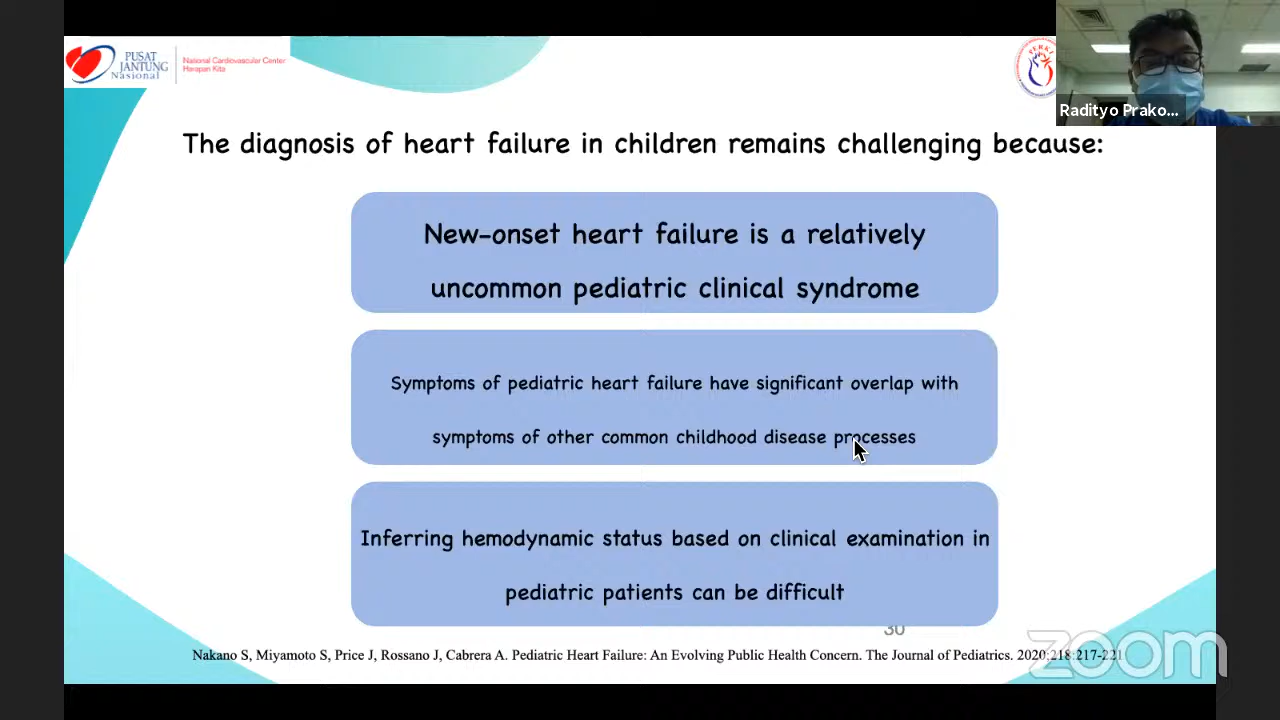 PUSAT
JANTUNG
Nasional
National Cardiovascular Center
Harapan Kita
PERKI
Radityo Prako...
The diagnosis of heart failure in children remains challenging because:
New-onset heart failure is a relatively
uncommon pediatric clinical syndrome
Symptoms of pediatric heart failure have significant overlap with
symptoms of other common childhood disease processes
Inferring hemodynamic status based on clinical examination in
pediatric patients can be difficult
30
Nakano S, Miyamoto S, Price J, Rossano J, Cabrera A. Pediatric Heart Failure: An Evolving Public Health Concern. The Journal of Pediatrics. 2020;218:217-221
zoom